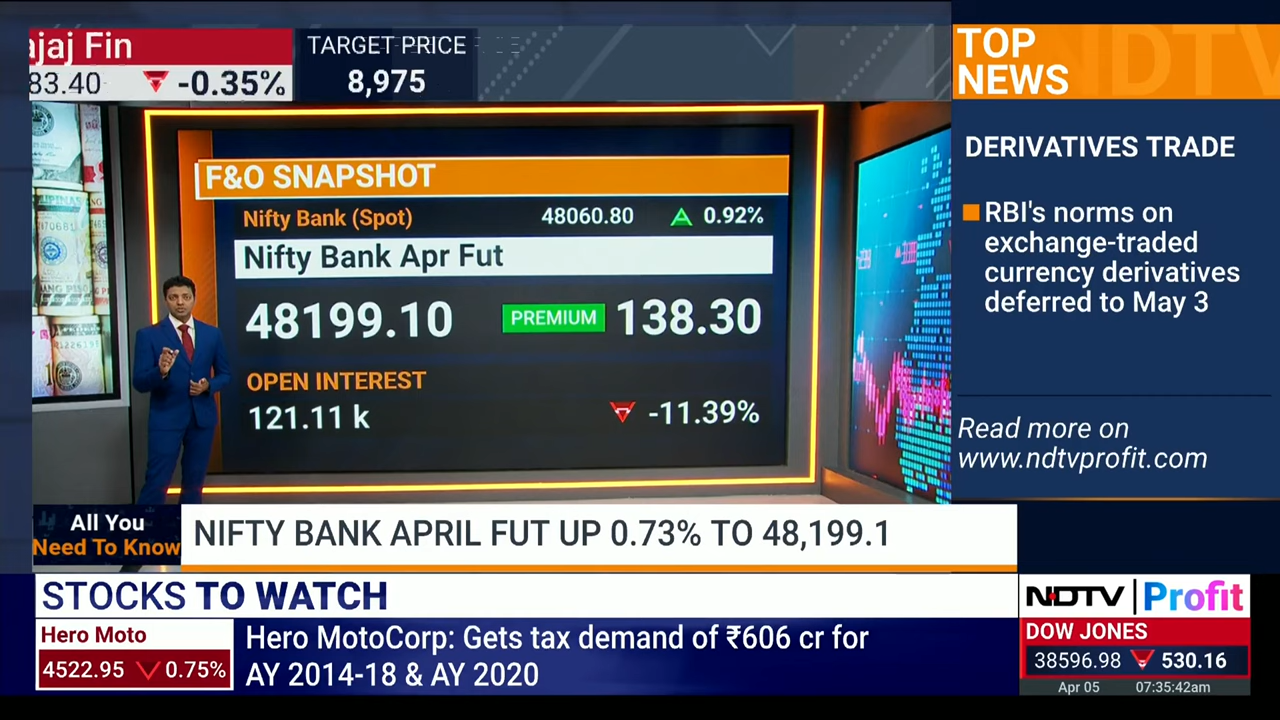 ajaj Fin
83.40 -0.35%
TARGET PRICE
8,975
TOP
NEWS
DERIVATIVES TRADE
RBI's norms on
exchange-traded
currency derivatives
deferred to May 3
Read more on
www.ndtvprofit.com
F&O SNAPSHOT
Nifty Bank (Spot) 48060.80 0.92%
Nifty Bank Apr Fut
48199.10 PREMIUM 138.30
OPEN INTEREST
121.11 k -11.39%
All You
Need To Know
NIFTY BANK APRIL FUT UP 0.73% TO 48,199.1
STOCKS TO WATCH
Hero Moto
4522.95 0.75%
Hero MotoCorp: Gets tax demand of ₹606 cr for
AY 2014-18 & AY 2020
NDTV Profit
DOW JONES
38596.98 530.16
Apr 05 07:35:42am